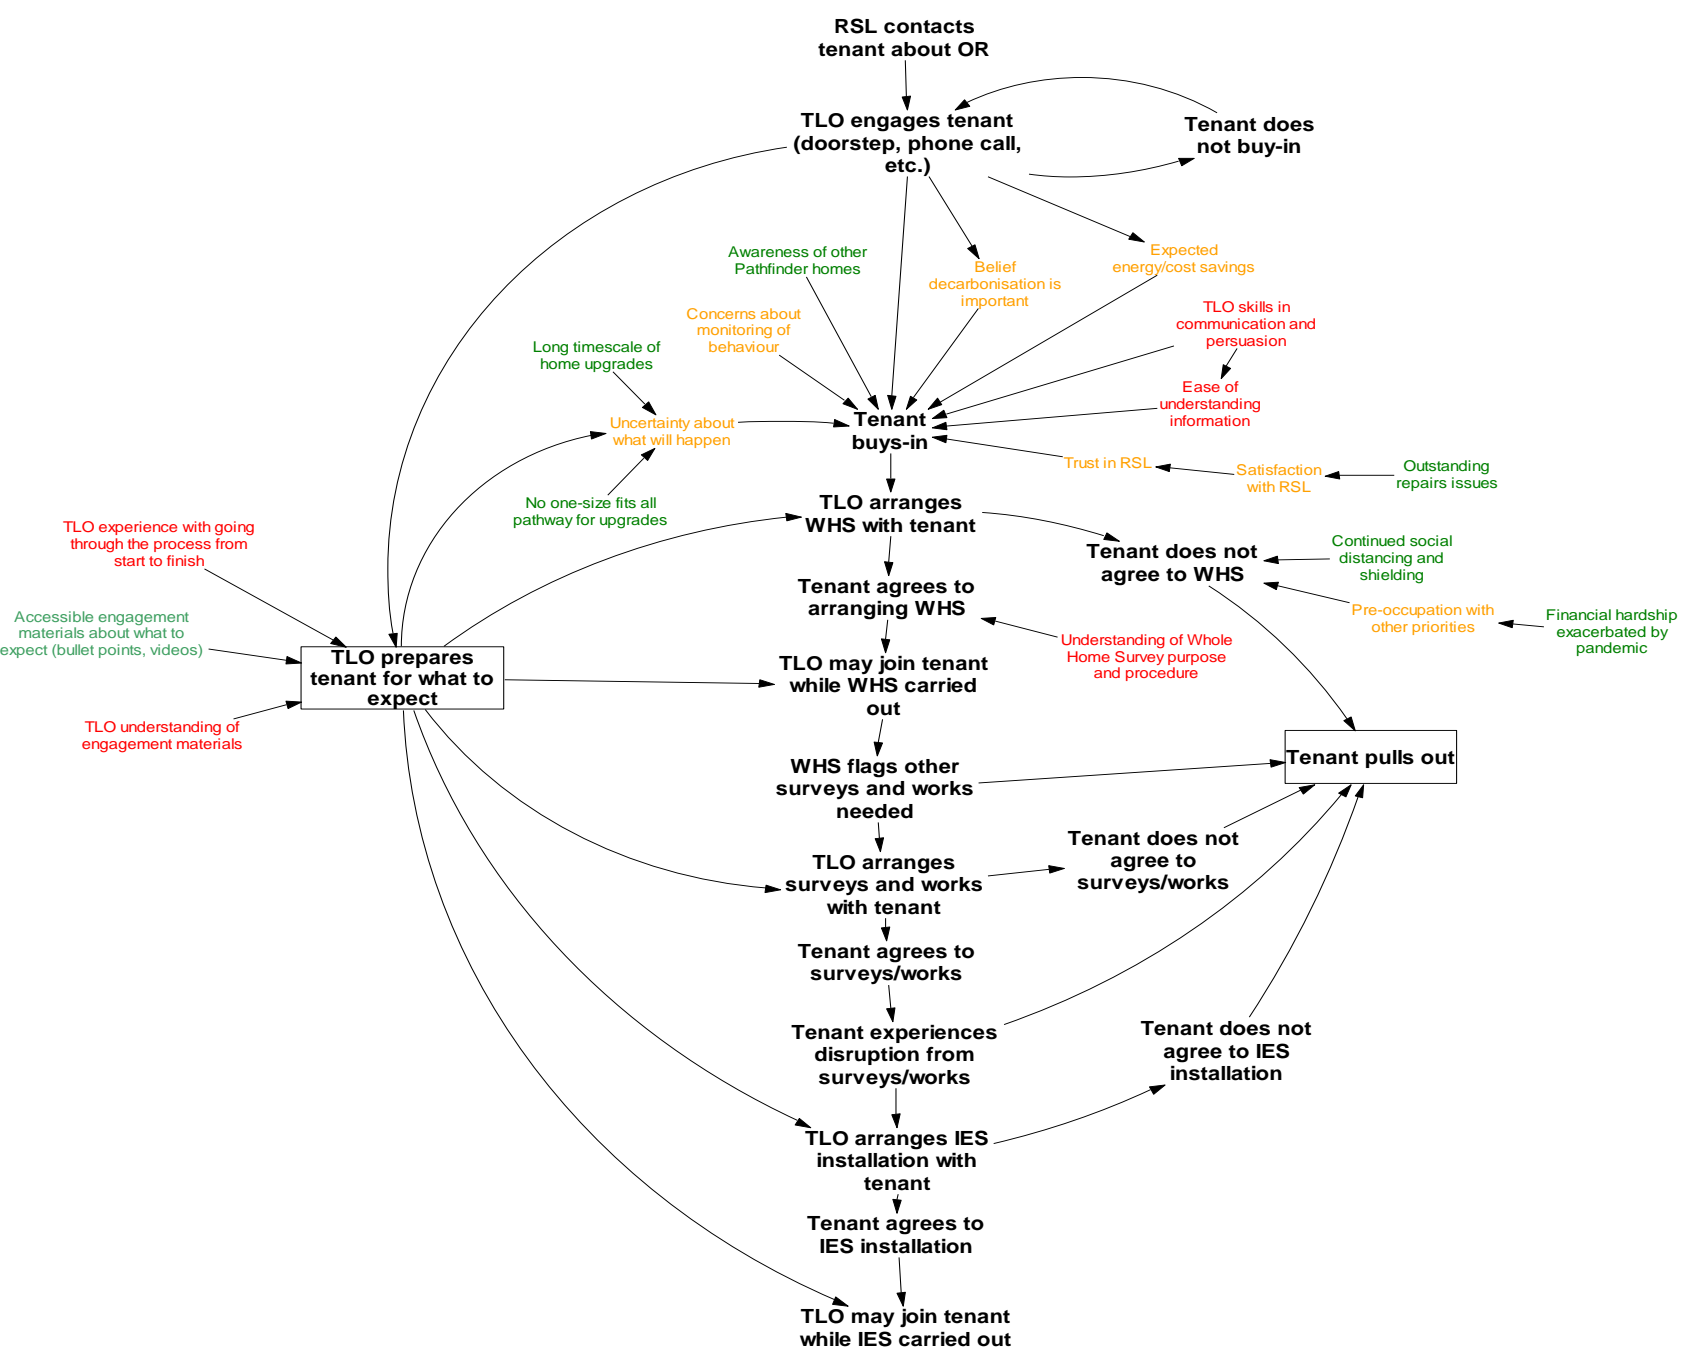 RSL contacts
tenant about OR
TLO engages tenant
(doorstep, phone call,
etc.)
Tenant does
not buy-in
Awareness of other
Pathfinder homes
Belief
decarbonisation is
important
Expected
energy/cost savings
Concerns about
monitoring of
behaviour
TLO skills in
communication and
persuasion
Long timescale of
home upgrades
Ease of
understanding
information
Uncertainty about
what will happen
Tenant
buys-in
Trust in RSL
Satisfaction
with RSL
Outstanding
repairs issues
No one-size fits all
pathway for upgrades
TLO arranges
WHS with tenant
TLO experience with going
through the process from
start to finish
Tenant does not
agree to WHS
Continued social
distancing and
shielding
Tenant agrees to
arranging WHS
Pre-occupation with
other priorities
Financial hardship
exacerbated by
pandemic
Accessible engagement
materials about what to
expect (bullet points, videos)
Understanding of Whole
Home Survey purpose
and procedure
TLO prepares
tenant for what to
expect
TLO may join tenant
while WHS carried
out
TLO understanding of
engagement materials
Tenant pulls out
WHS flags other
surveys and works
needed
Tenant does not
agree to
surveys/works
TLO arranges
surveys and works
with tenant
Tenant agrees to
surveys/works
Tenant experiences
disruption from
surveys/works
Tenant does not
agree to IES
installation
TLO arranges IES
installation with
tenant
Tenant agrees to
IES installation
TLO may join tenant
while IES carried out